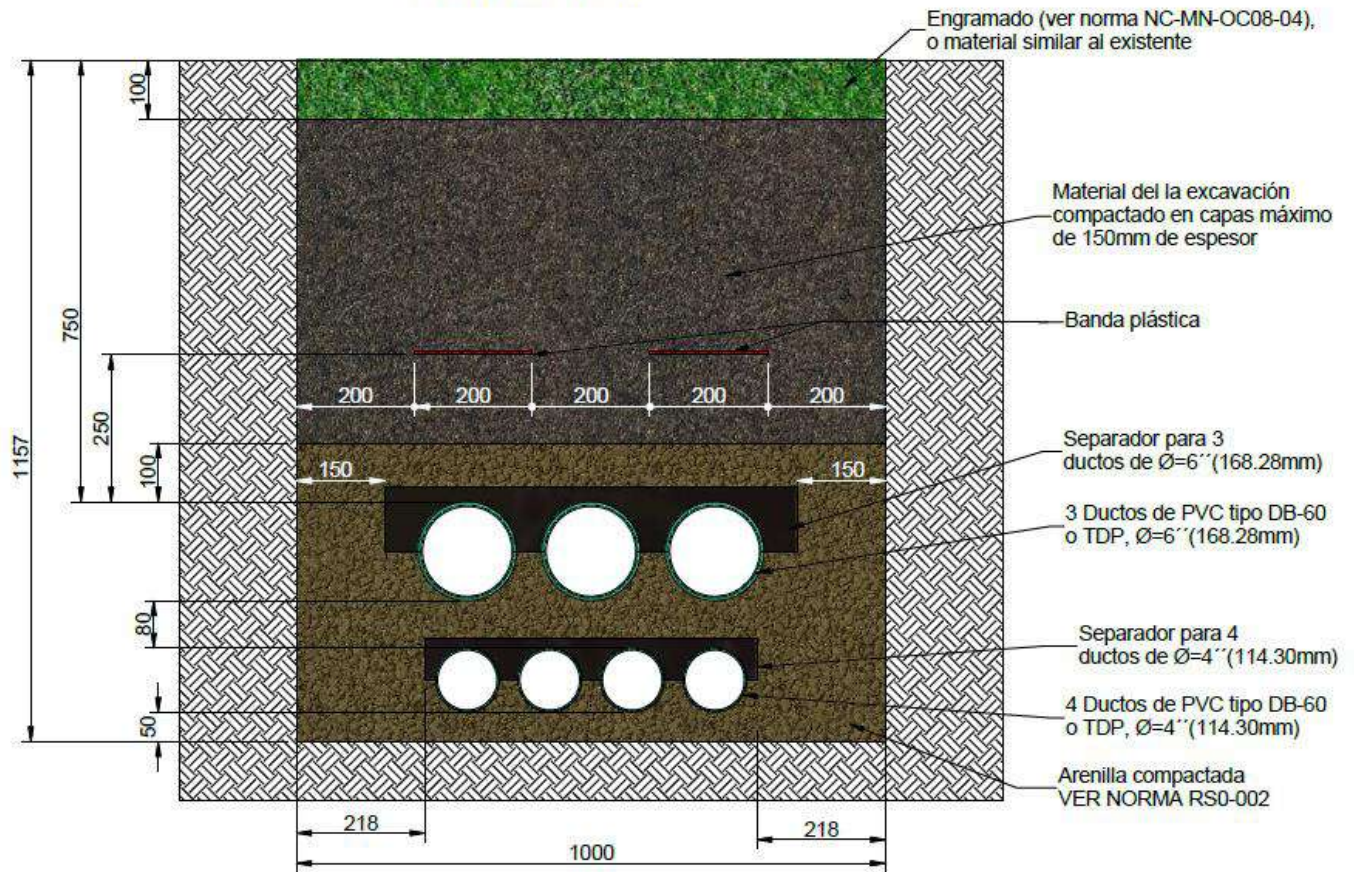 Engramado (ver norma NC-MN-OC08-04),
o material similar al existente
100
Material del la excavación
compactado en capas máximo
de 150mm de espesor
750
Banda plástica
200
200
200
200
200
250
1157
Separador para 3
ductos de Ø=6´´(168.28mm)
100
150
150
3 Ductos de PVC tipo DB-60
o TDP, Ø=6´´(168.28mm)
80
Separador para 4
ductos de Ø=4´´(114.30mm)
4 Ductos de PVC tipo DB-60
o TDP, Ø=4´´(114.30mm)
50
Arenilla compactada
VER NORMA RS0-002
218
218
1000